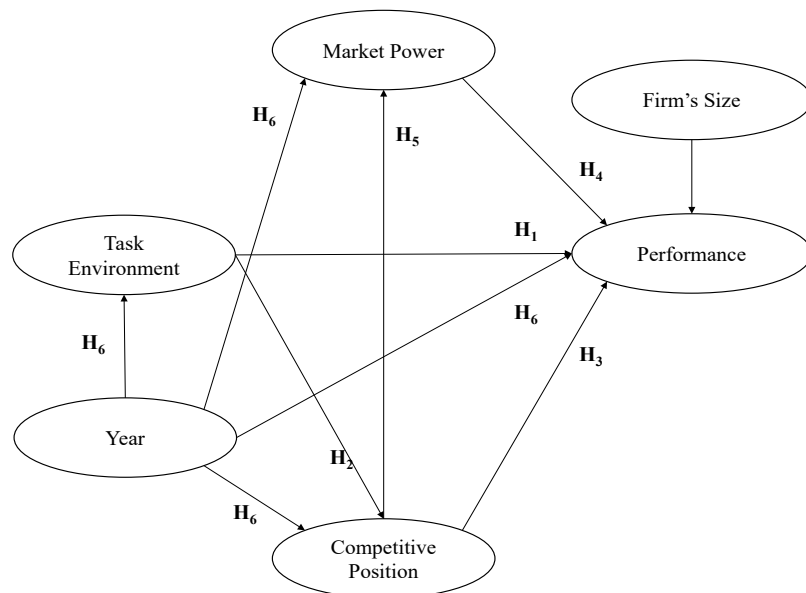 Market Power
Firm's Size
H₆
H₅
H₄
Task
Environment
H₁
Performance
H₆
H₆
H₃
Year
H₂
H₆
Competitive
Position